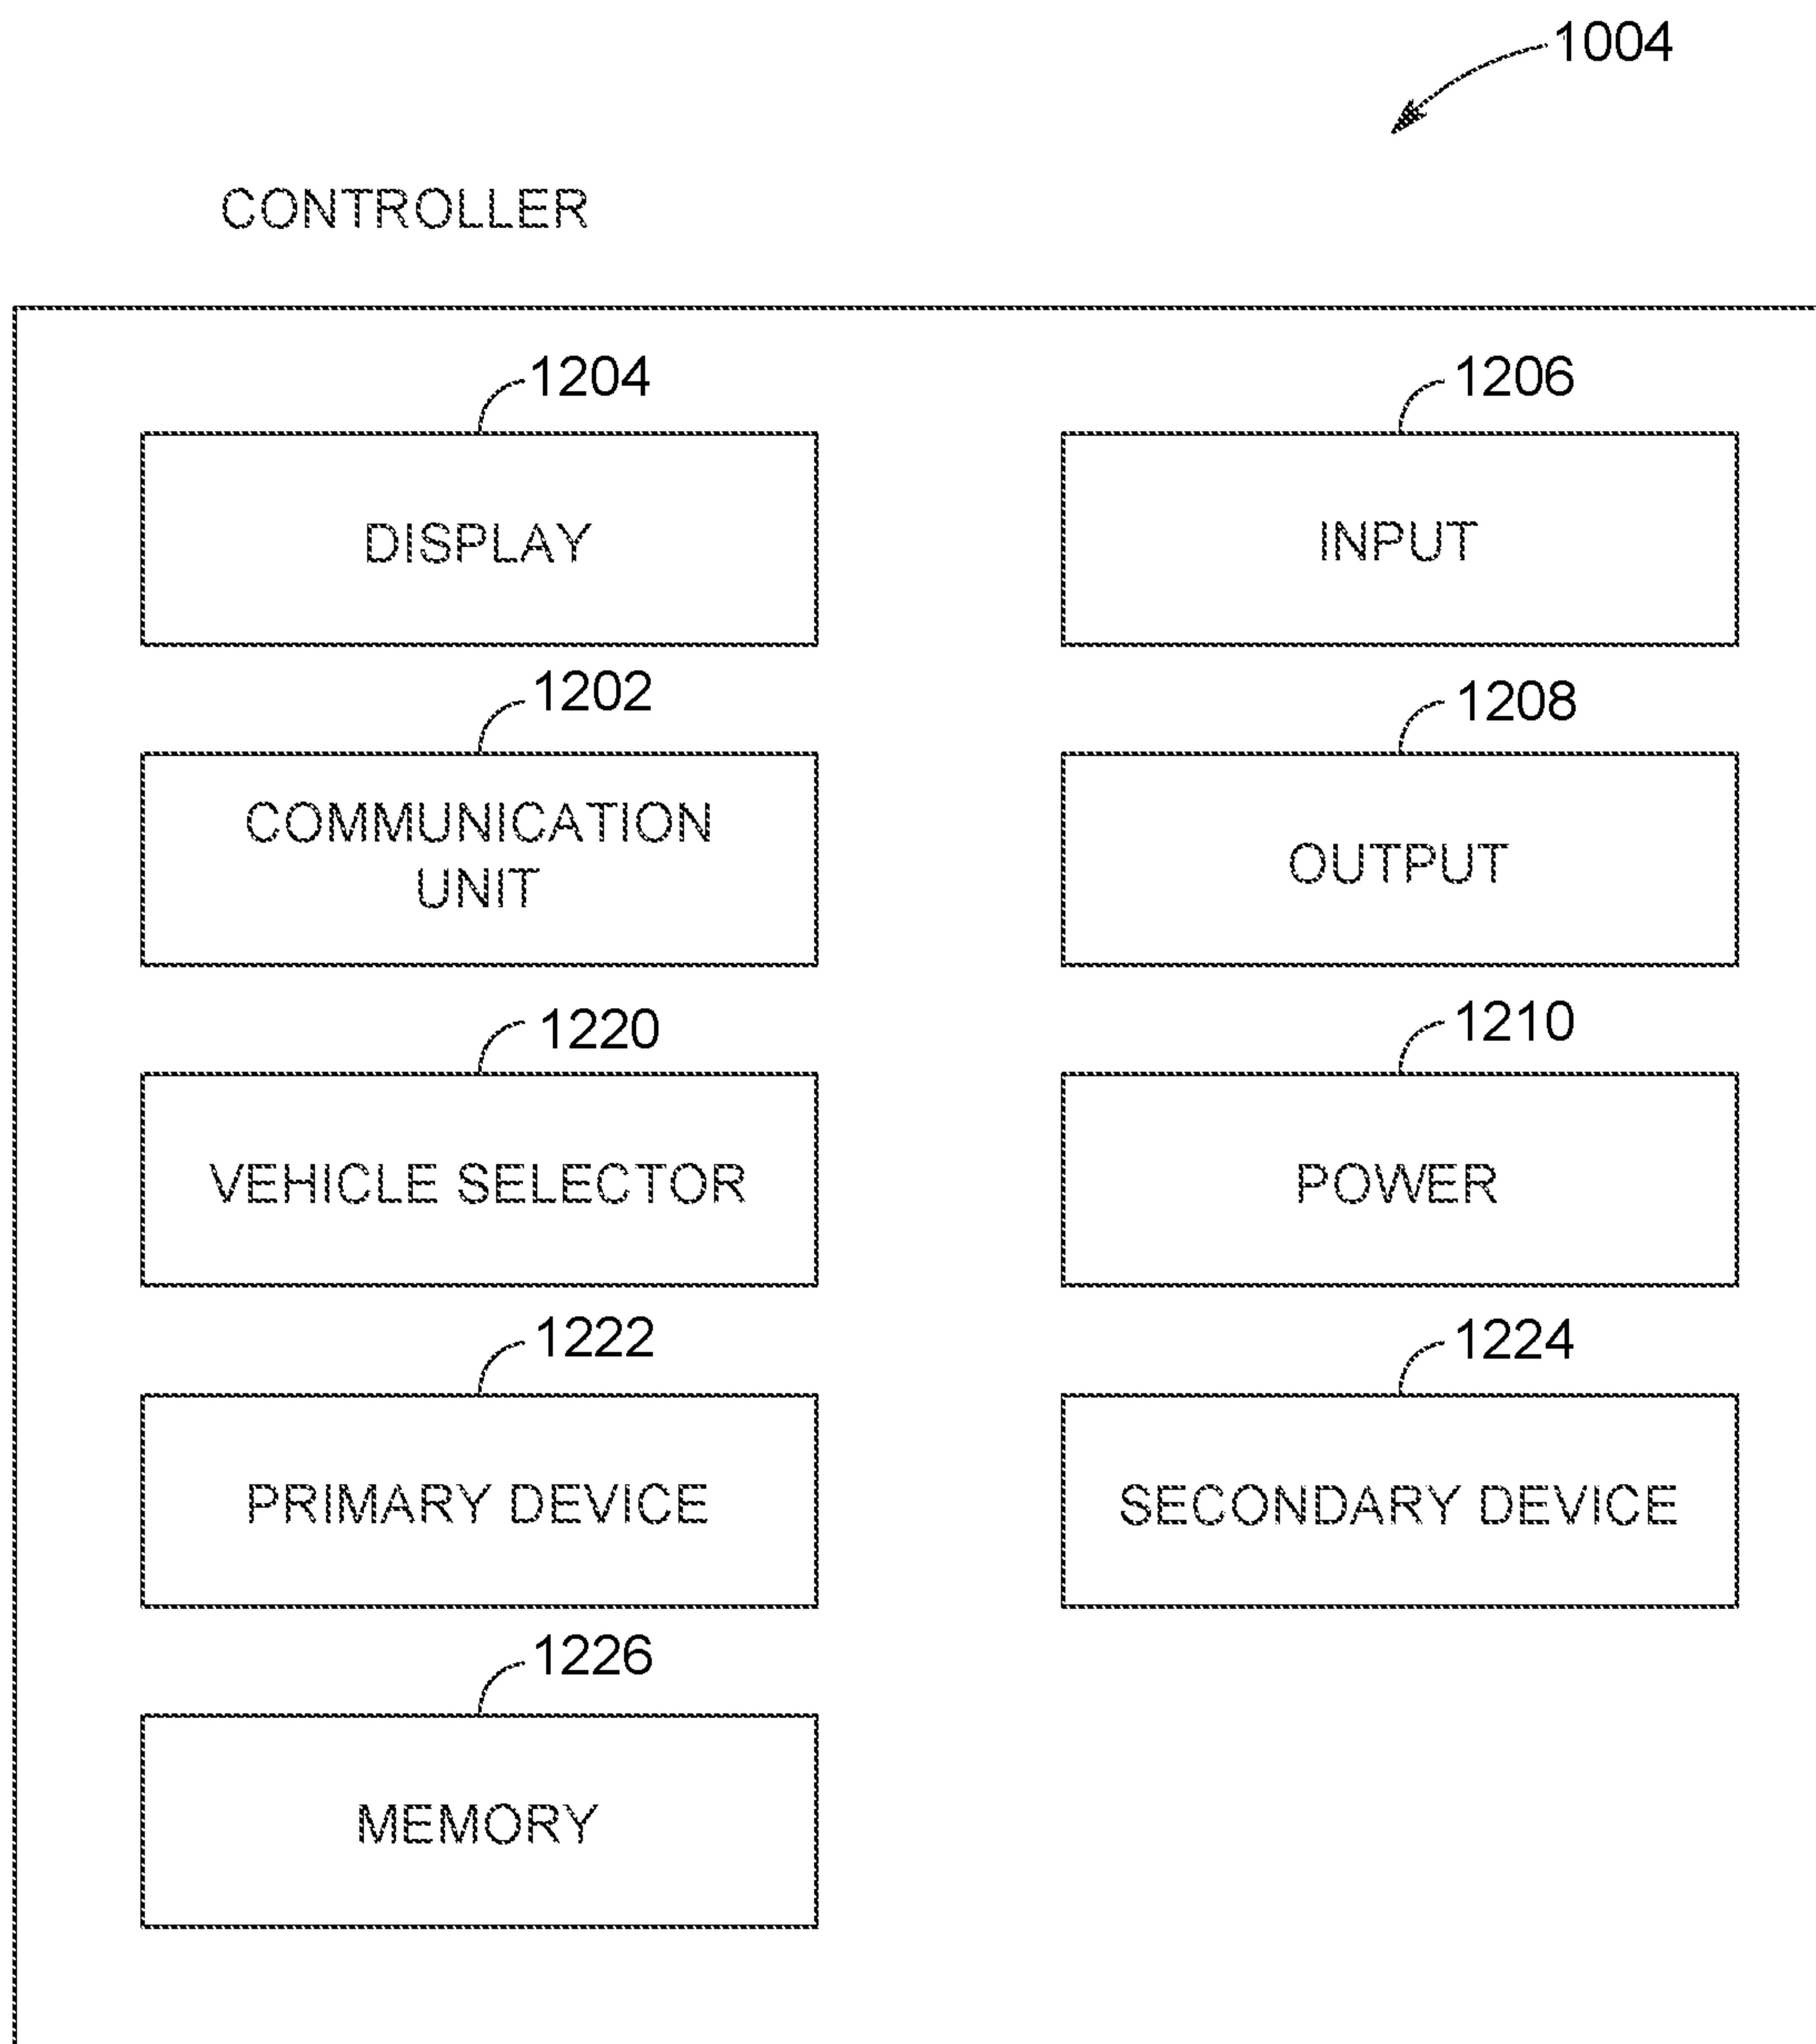 1004
CONTROLLER
1204
1206
DISPLAY
INPUT
1202
1208
COMMUNICATION
UNIT
OUTPUT
1220
1210
VEHICLE SELECTOR
POWER
1222
1224
PRIMARY DEVICE
SECONDARY DEVICE
1226
MEMORY